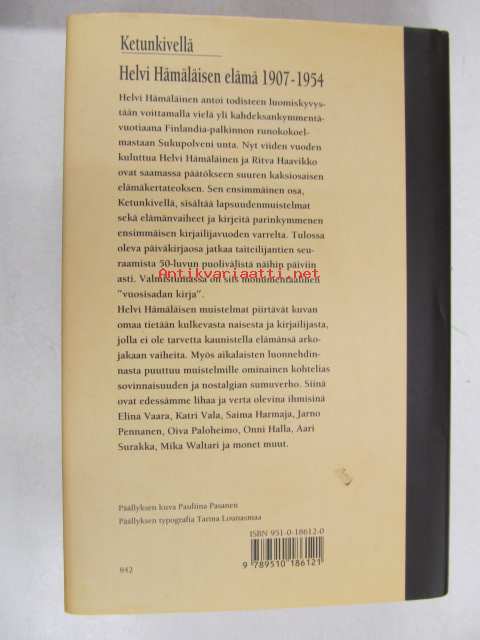 Ketunkivellä
Helvi Hämäläisen elämä 1907-1954
Helvi Hämäläinen antoi todisteen luomiskyvys-
tään voittamalla vielä yli kahdeksankymmentä-
vuotiaana Finlandia-palkinnon runokokoel-
mastaan Sukupolveni unta. Nyt viiden vuoden
kuluttua Helvi Hämäläinen ja Ritva Haavikko
ovat saamassa päätökseen suuren kaksiosaisen
elämäkertateoksen. Sen ensimmäinen osa,
Ketunkivellä, sisältää lapsuudenmuistelmat
sekä elämänvaiheet ja kirjeitä parinkymmenen
ensimmäisen kirjailijavuoden varrelta. Tulossa
oleva päiväkirjaosa jatkaa taiteilijantien seu-
raamista 50-luvun puolivälistä näihin päiviin
asti. Valmistumassa on siis monumentaalinen
"vuosisadan kirja".
Antikvariaatti.net
Helvi Hämäläisen muistelmat piirtävät kuvan
omaa tietään kulkevasta naisesta ja kirjailijasta,
jolla ei ole tarvetta kaunistella elämänsä arko-
jakaan vaiheita. Myös aikalaisten luonnehdin-
nasta puuttuu muistelmille ominainen kohtelias
sovinnaisuuden ja nostalgian sumuverho. Siinä
ovat edessämme lihaa ja verta olevina ihmisinä
Elina Vaara, Katri Vala, Saima Harmaja, Jarno
Pennanen, Oiva Paloheimo, Onni Halla, Aari
Surakka, Mika Waltari ja monet muut.
Päällyksen kuva Pauliina Pasanen
Päällyksen typografia Tarina Lounasmaa
ISBN 951-0-18612-0
9 789510 186121
842